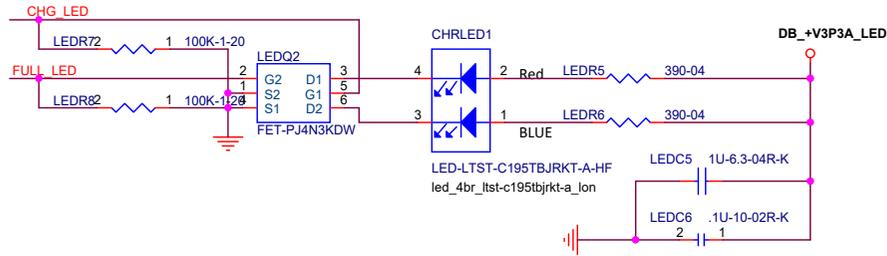 CHG_LED
DB_+V3P3A_LED
LEDR7 2 1 100K-1-20
CHRLED1
LEDQ2
FULL_LED 2 G2 D1 3 4 2 Red LEDR5 390-04
1 S2 G1 5
LEDR8 2 1 100K-1-20 4 S1 D2 6 3 1 LEDR6 390-04
FET-PJ4N3KDW BLUE
LED-LTST-C195TBJRKT-A-HF LEDC5 1U-6.3-04R-K
led_4br_ltst-c195tbjrkt-a_lon
LEDC6 .1U-10-02R-K
2 1